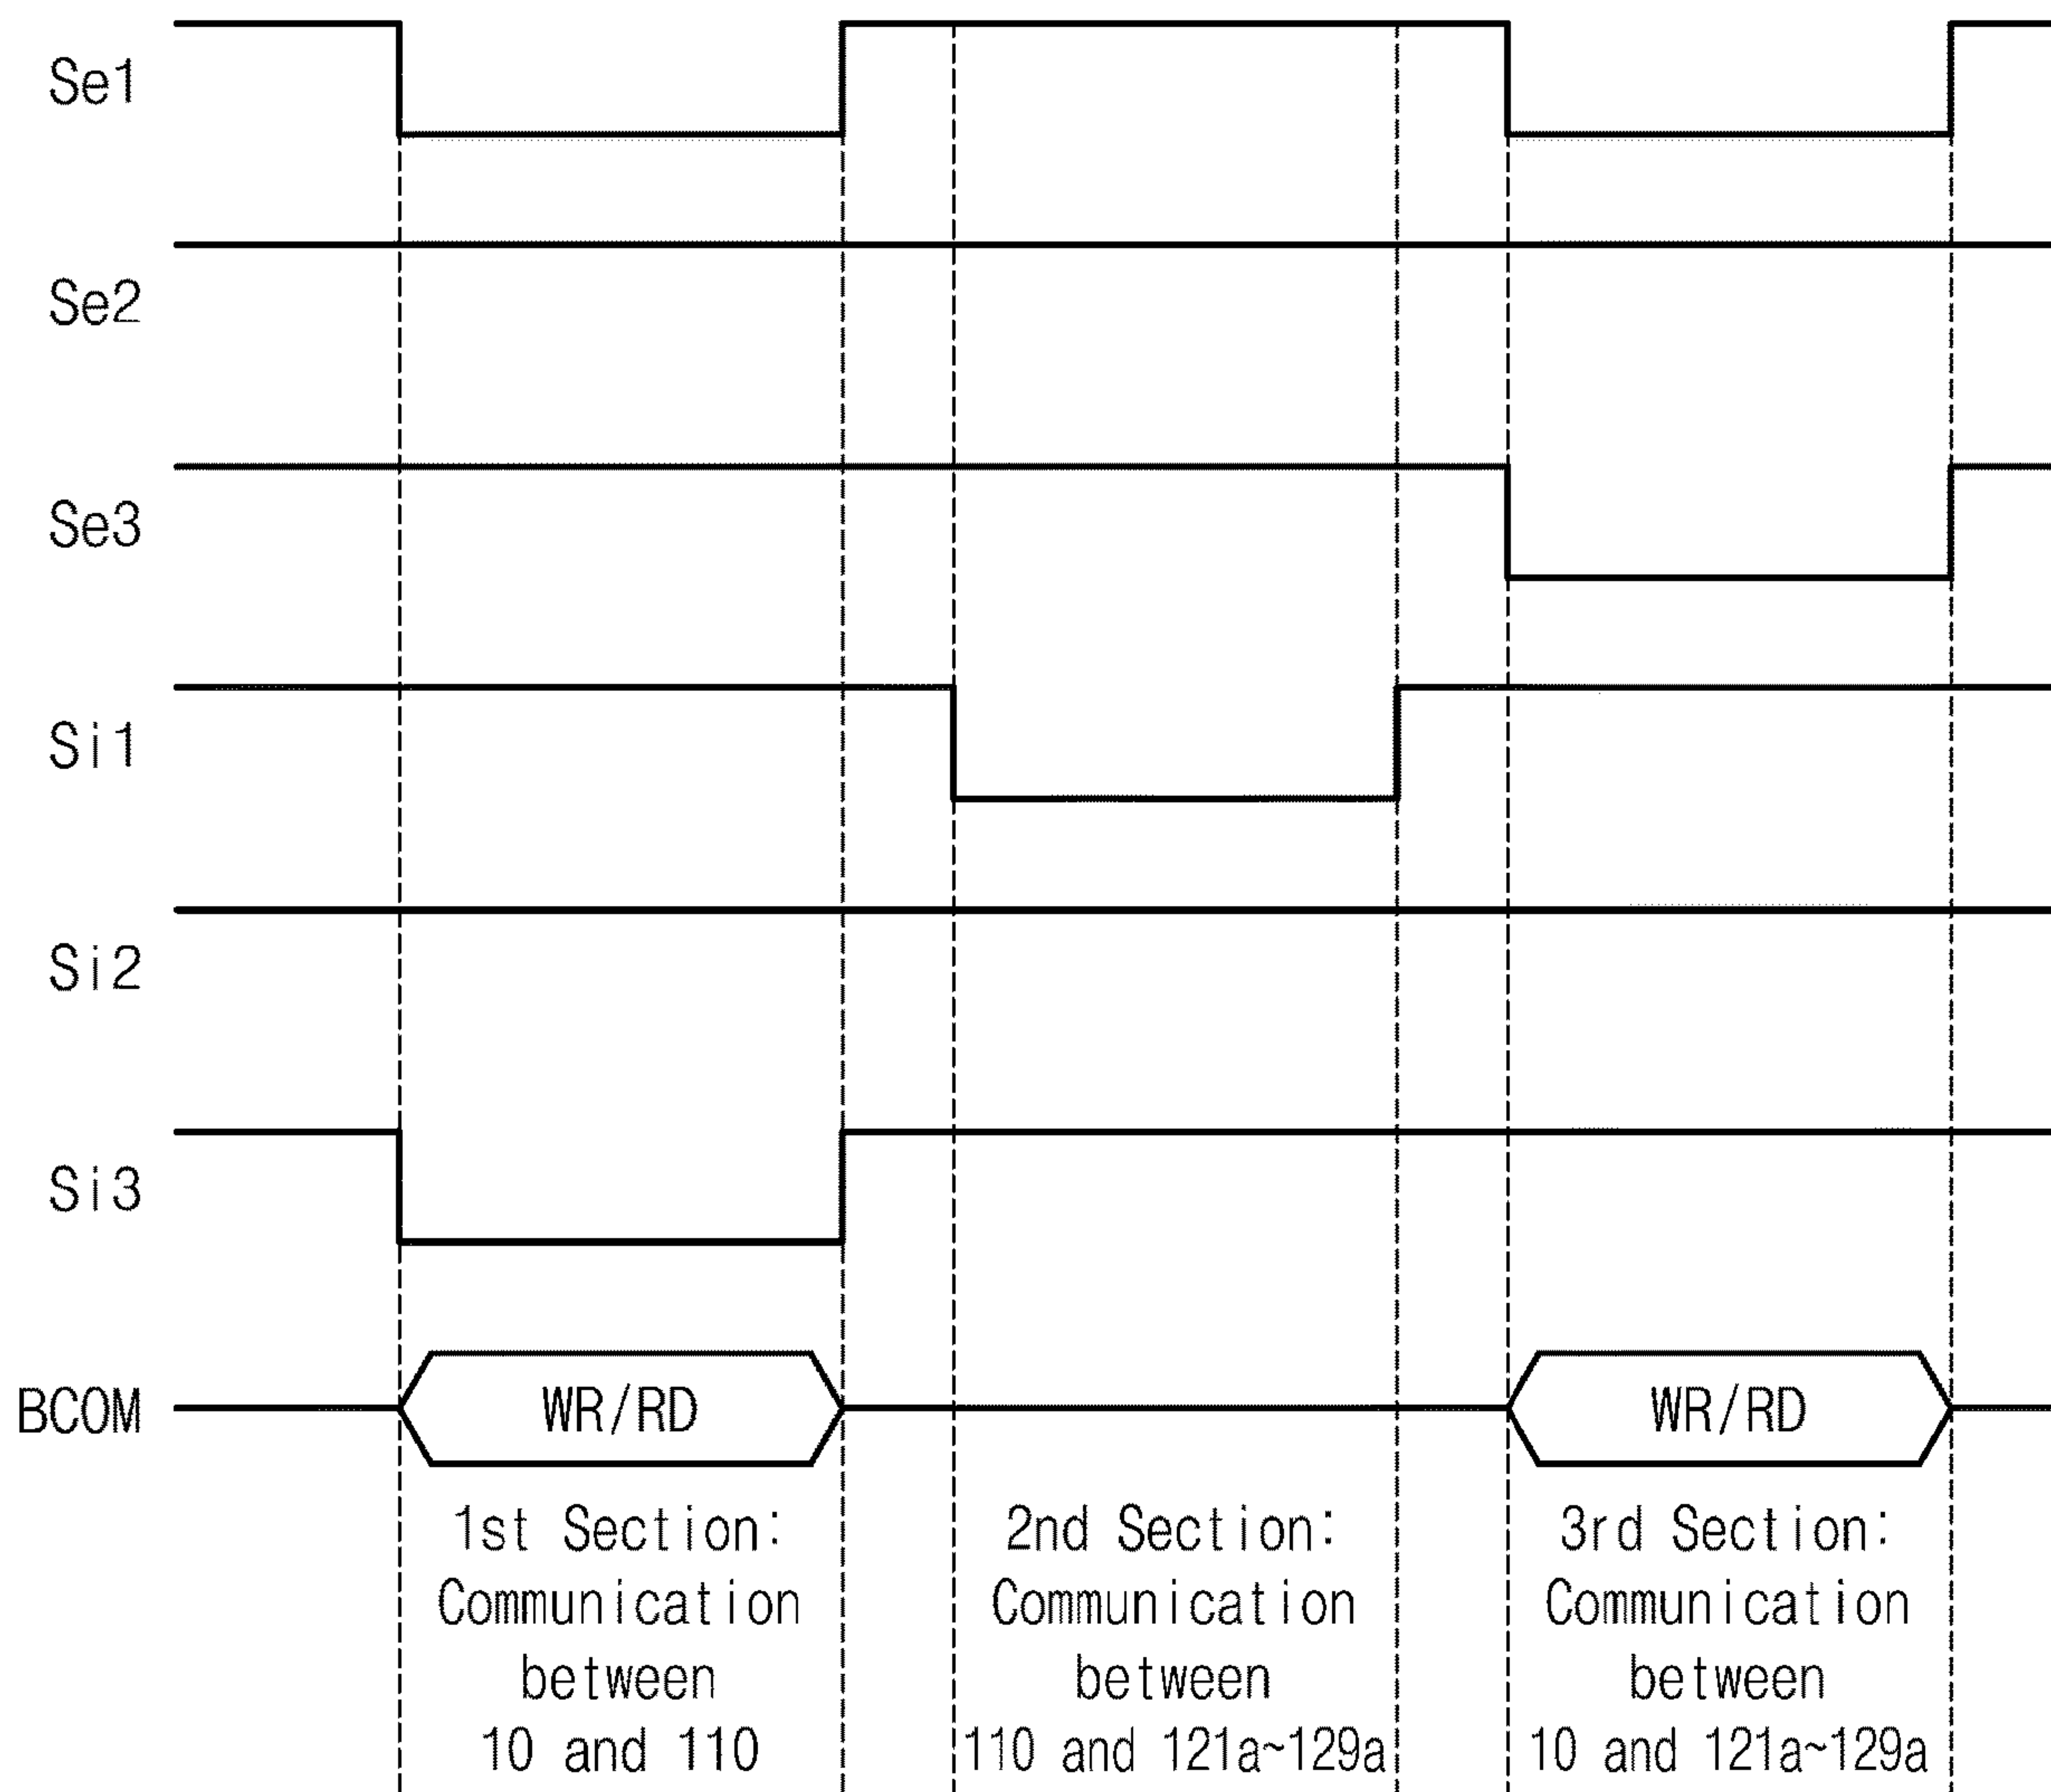 Se1
Se2
Se3
Si1
Si2
Si3
BCOM
WR/RD
WR/RD
1st Section:
Communication
between
10 and 110
2nd Section:
Communication
between
110 and 121a~129a
3rd Section:
Communication
between
10 and 121a~129a